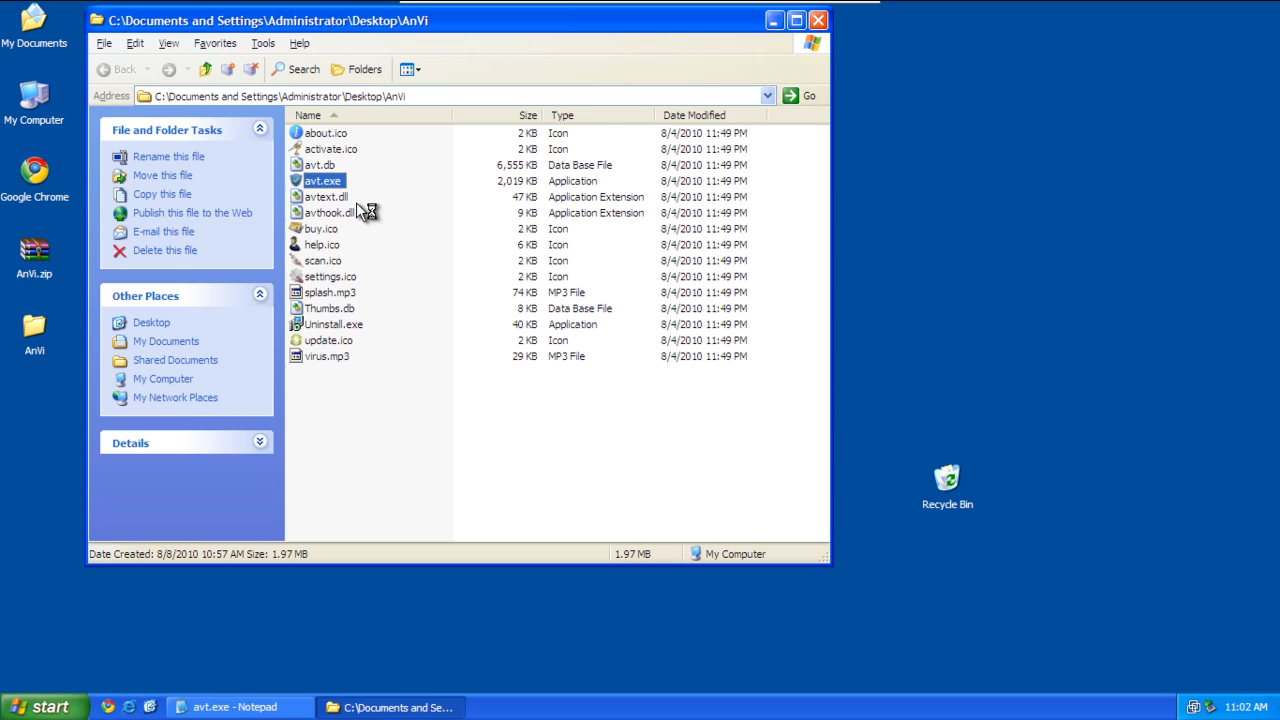 My Documents
My Computer
Google Chrome
AnVi.zip
AnVi
C:\Documents and Settings\Administrator\Desktop\AnVi
File Edit View Favorites Tools Help
Back Search Folders
Address C:\Documents and Settings\Administrator\Desktop\AnVi Go
File and Folder Tasks
Rename this file
Move this file
Copy this file
Publish this file to the Web
E-mail this file
Delete this file
Other Places
Desktop
My Documents
Shared Documents
My Computer
My Network Places
Details
Name Size Type Date Modified
about.ico 2 KB Icon 8/4/2010 11:49 PM
activate.ico 2 KB Icon 8/4/2010 11:49 PM
avt.db 6,555 KB Data Base File 8/4/2010 11:49 PM
avt.exe 2,019 KB Application 8/4/2010 11:49 PM
avtext.dll 47 KB Application Extension 8/4/2010 11:49 PM
avthook.dll 9 KB Application Extension 8/4/2010 11:49 PM
buy.ico 2 KB Icon 8/4/2010 11:49 PM
help.ico 6 KB Icon 8/4/2010 11:49 PM
scan.ico 2 KB Icon 8/4/2010 11:49 PM
settings.ico 2 KB Icon 8/4/2010 11:49 PM
splash.mp3 74 KB MP3 File 8/4/2010 11:49 PM
Thumbs.db 8 KB Data Base File 8/4/2010 11:49 PM
Uninstall.exe 40 KB Application 8/4/2010 11:49 PM
update.ico 2 KB Icon 8/4/2010 11:49 PM
virus.mp3 29 KB MP3 File 8/4/2010 11:49 PM
Date Created: 8/8/2010 10:57 AM Size: 1.97 MB 1.97 MB My Computer
Recycle Bin
start avt.exe - Notepad C:\Documents and Se... 11:02 AM